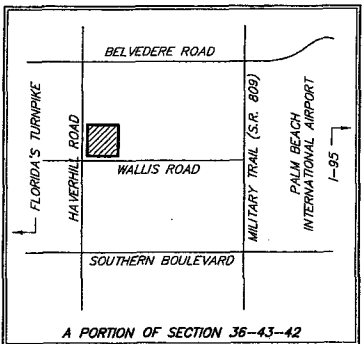 BELVEDERE ROAD
FLORIDA'S TURNPIKE
HAVERHILL ROAD
WALLIS ROAD
MILITARY TRAIL (S.R. 809)
PALM BEACH
INTERNATIONAL AIRPORT
I-95
SOUTHERN BOULEVARD
A PORTION OF SECTION 36-43-42